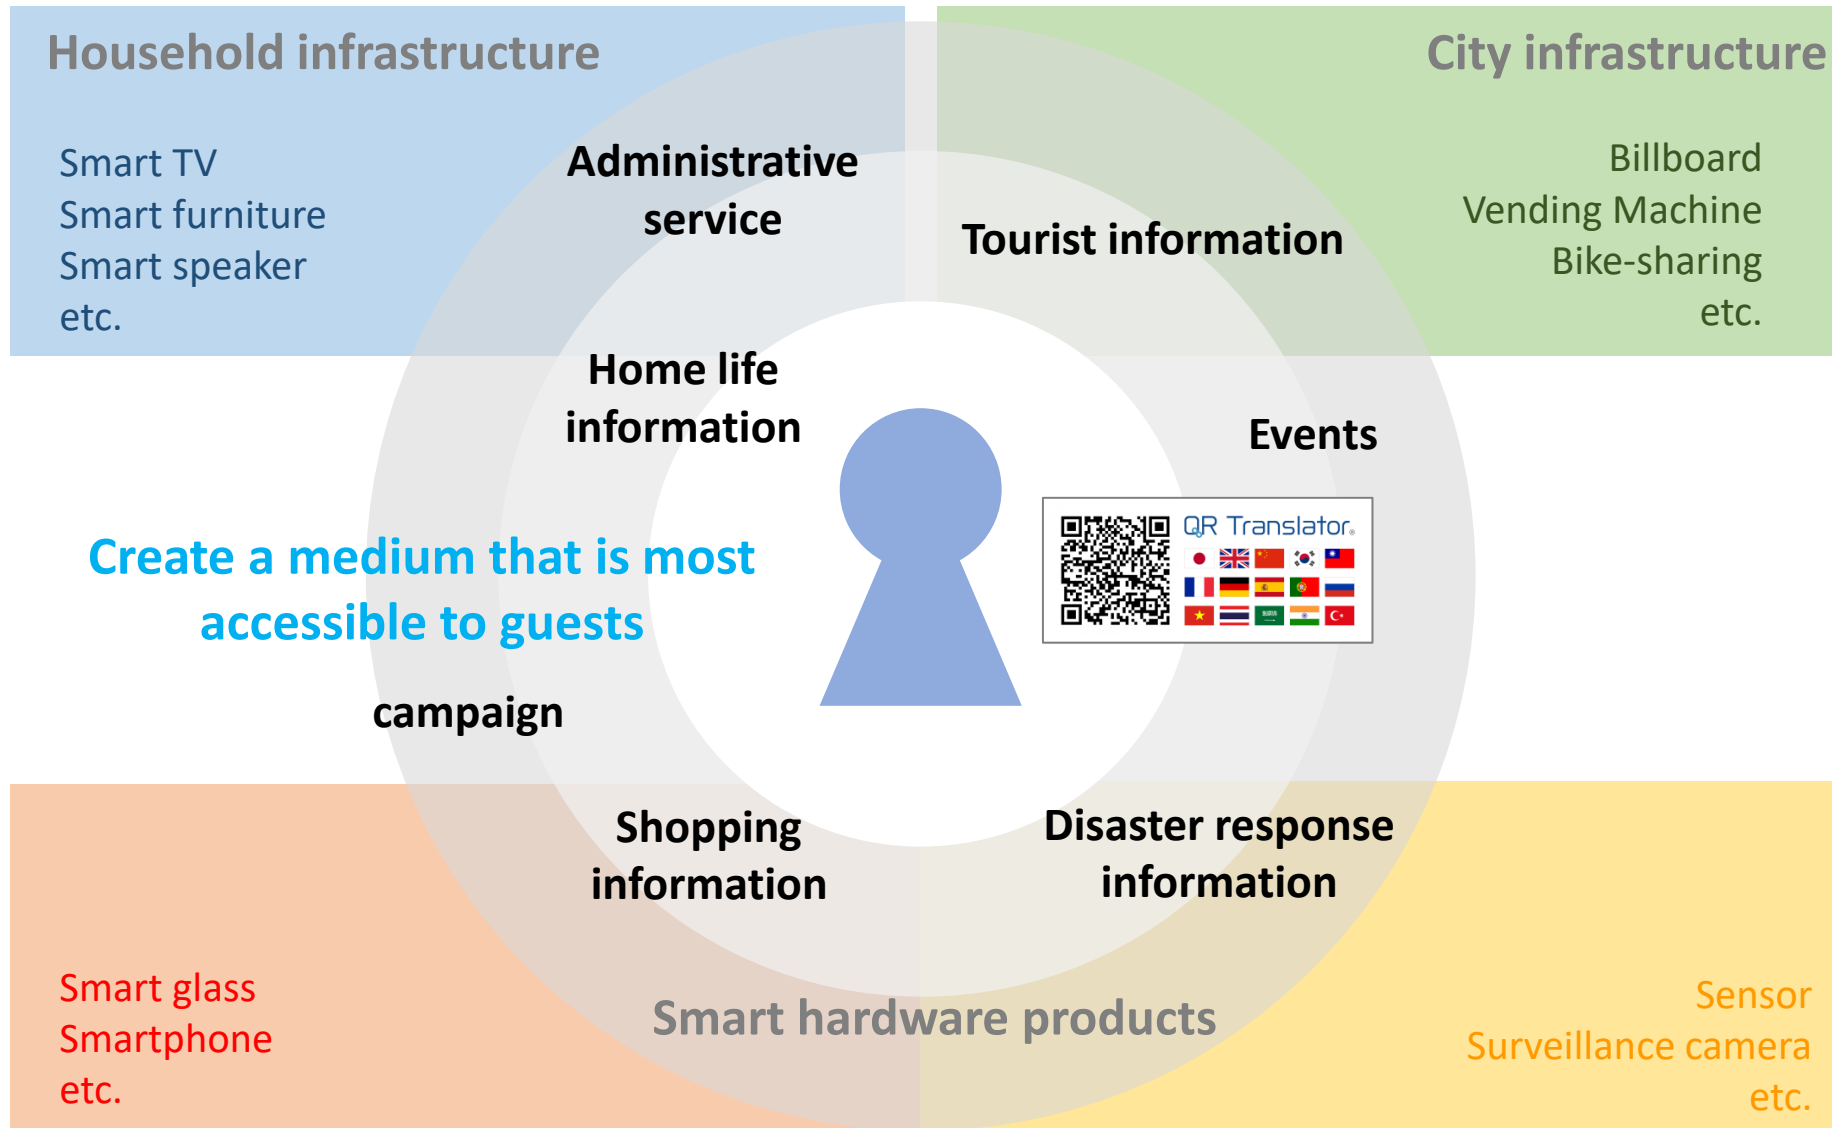 Household infrastructure
City infrastructure
Smart TV
Smart furniture
Smart speaker
etc.
Administrative
service
Tourist information
Billboard
Vending Machine
Bike-sharing
etc.
Home life
information
Events
QR Translator®
Create a medium that is most
accessible to guests
campaign
Shopping
information
Disaster response
information
Smart glass
Smartphone
etc.
Smart hardware products
Sensor
Surveillance camera
etc.